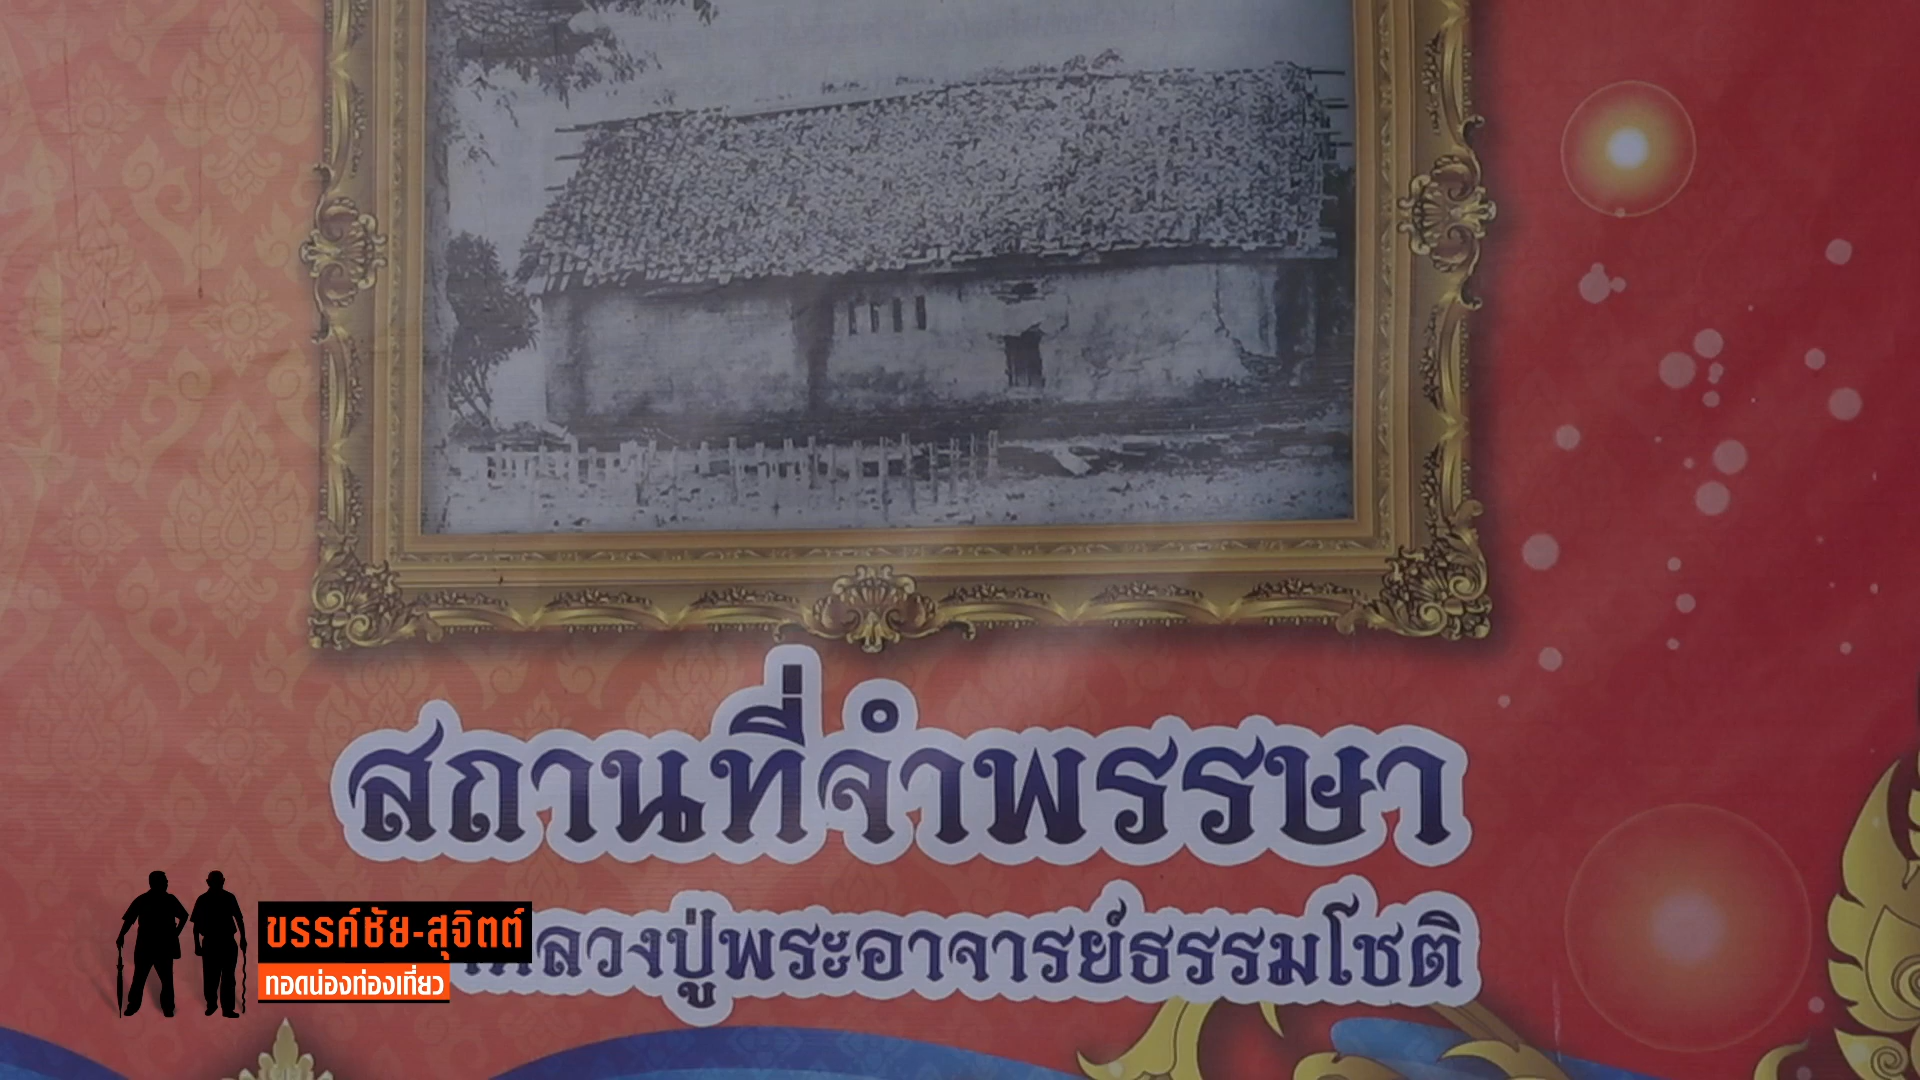 สถานที่จำพรรษา
หลวงปู่พระอาจารย์ธรรมโชติ
ขรรค์ชัย-สุจิตต์
ทอดน่องท่องเที่ยว